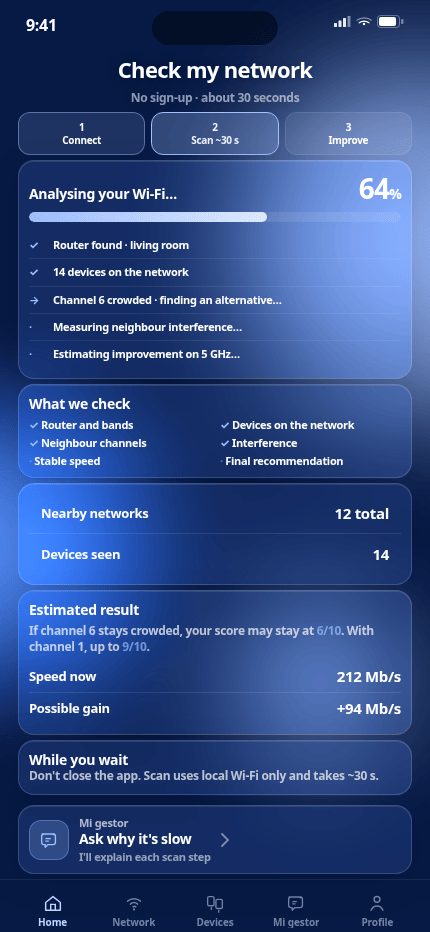 9:41
Check my network
No sign-up · about 30 seconds
1
Connect
2
Scan ~30 s
3
Improve
Analysing your Wi-Fi...
64%
✓ Router found · living room
✓ 14 devices on the network
→ Channel 6 crowded · finding an alternative...
· Measuring neighbour interference...
· Estimating improvement on 5 GHz...
What we check
✓ Router and bands
✓ Devices on the network
✓ Neighbour channels
✓ Interference
· Stable speed
· Final recommendation
Nearby networks
12 total
Devices seen
14
Estimated result
If channel 6 stays crowded, your score may stay at 6/10. With
channel 1, up to 9/10.
Speed now
212 Mb/s
Possible gain
+94 Mb/s
While you wait
Don't close the app. Scan uses local Wi-Fi only and takes ~30 s.
Mi gestor
Ask why it's slow
I'll explain each scan step
Home
Network
Devices
Mi gestor
Profile